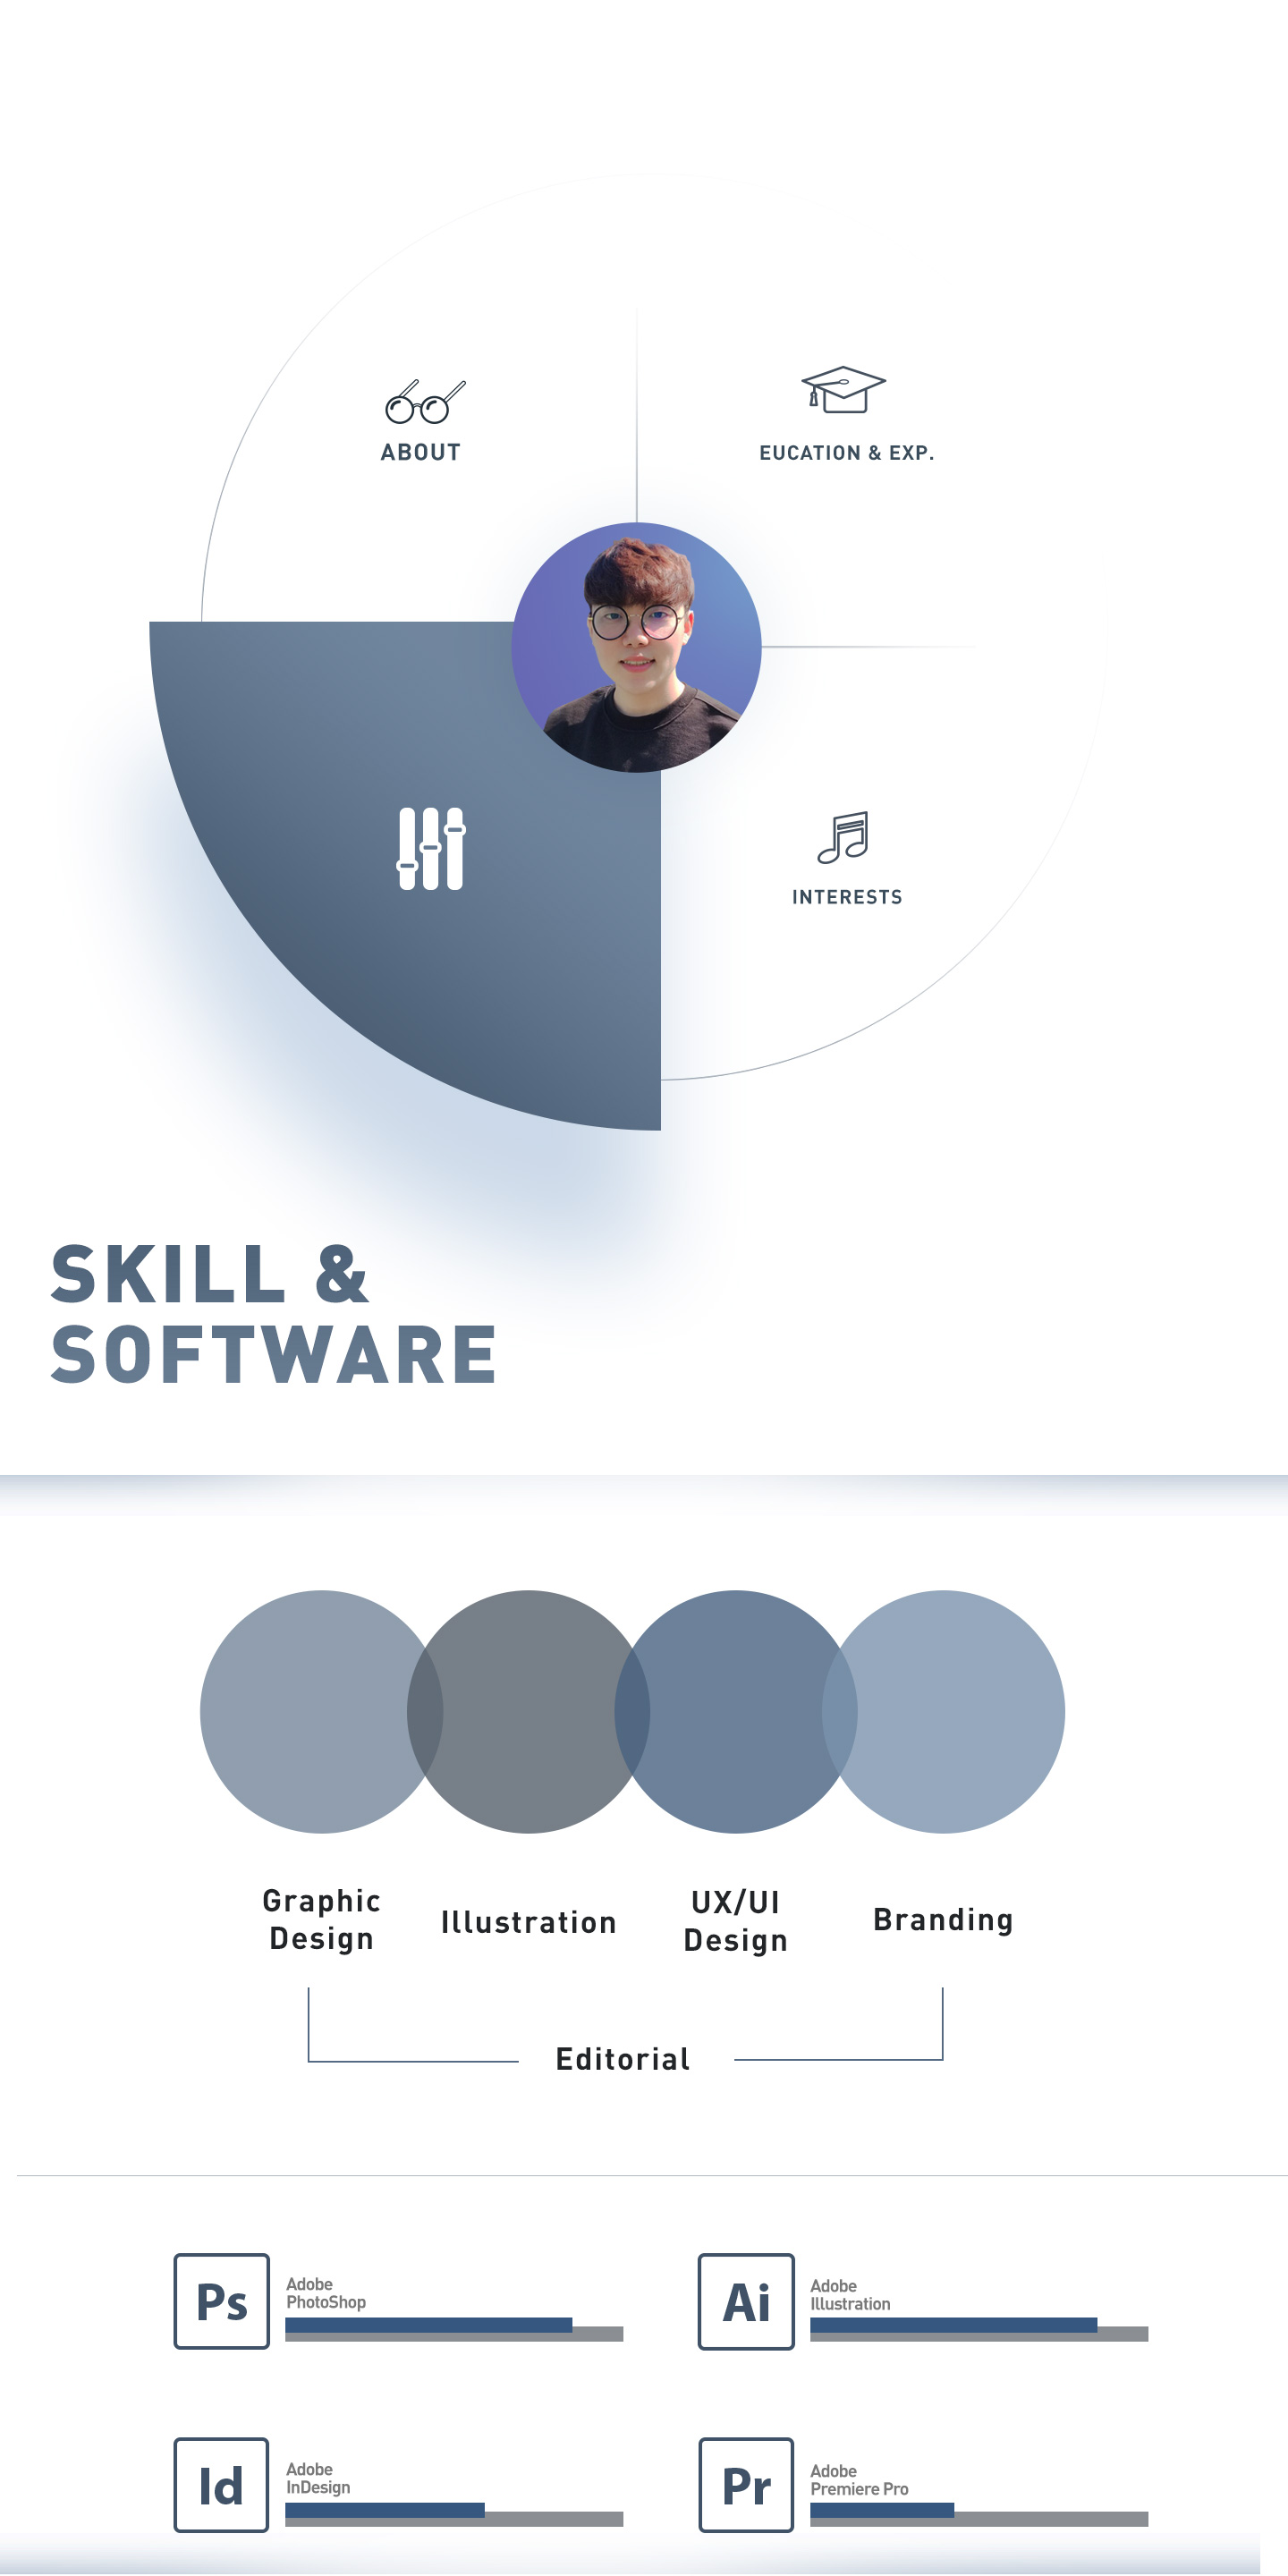 ABOUT
EUCATION & EXP.
INTERESTS
SKILL &
SOFTWARE
Graphic
Design
Illustration
UX/UI
Design
Branding
Editorial
Ps
Adobe
PhotoShop
Ai
Adobe
Illustration
Id
Adobe
InDesign
Pr
Adobe
Premiere Pro